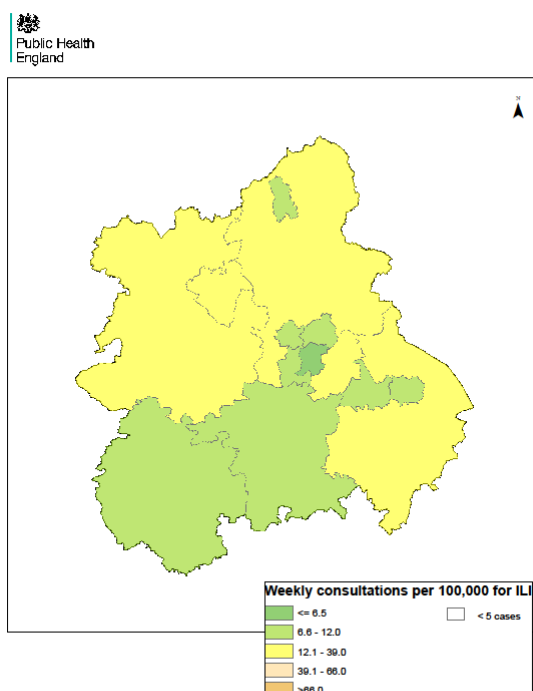 Public Health
England
N
Weekly consultations per 100,000 for ILI
<= 6.5
< 5 cases
6.6 - 12.0
12.1 - 39.0
39.1 - 66.0
>66.0